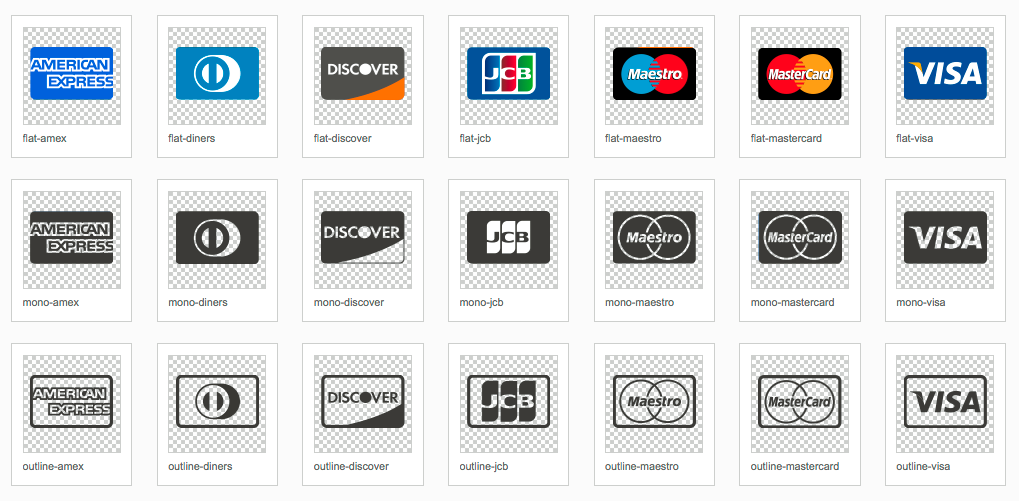 AMERICAN
EXPRESS
DISCOVER
JCB
Maestro
MasterCard
VISA
flat-amex
flat-diners
flat-discover
flat-jcb
flat-maestro
flat-mastercard
flat-visa
AMERICAN
EXPRESS
DISCOVER
JCB
Maestro
MasterCard
VISA
mono-amex
mono-diners
mono-discover
mono-jcb
mono-maestro
mono-mastercard
mono-visa
AMERICAN
EXPRESS
DISCOVER
JCB
Maestro
MasterCard
VISA
outline-amex
outline-diners
outline-discover
outline-jcb
outline-maestro
outline-mastercard
outline-visa